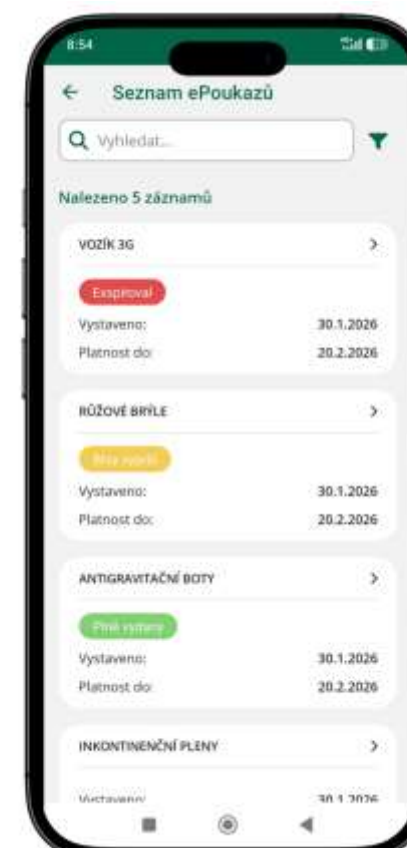 8:54
Seznam ePoukazů
Vyhledat...
Nalezeno 5 záznamů
VOZÍK 3G
Exspiroval
Vystaveno: 30.1.2026
Platnost do: 20.2.2026
RŮŽOVÉ BRÝLE
Vystaveno: 30.1.2026
Platnost do: 20.2.2026
ANTIGRAVITAČNÍ BOTY
Plně
Vystaveno: 30.1.2026
Platnost do: 20.2.2026
INKONTINENČNÍ PLENY
Vystaveno: 30.1.2026